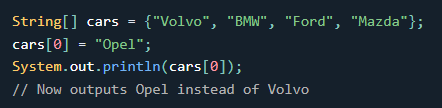 String[] cars = {"Volvo", "BMW", "Ford", "Mazda"};
cars[0] = "Opel";
System.out.println(cars[0]);
// Now outputs Opel instead of Volvo